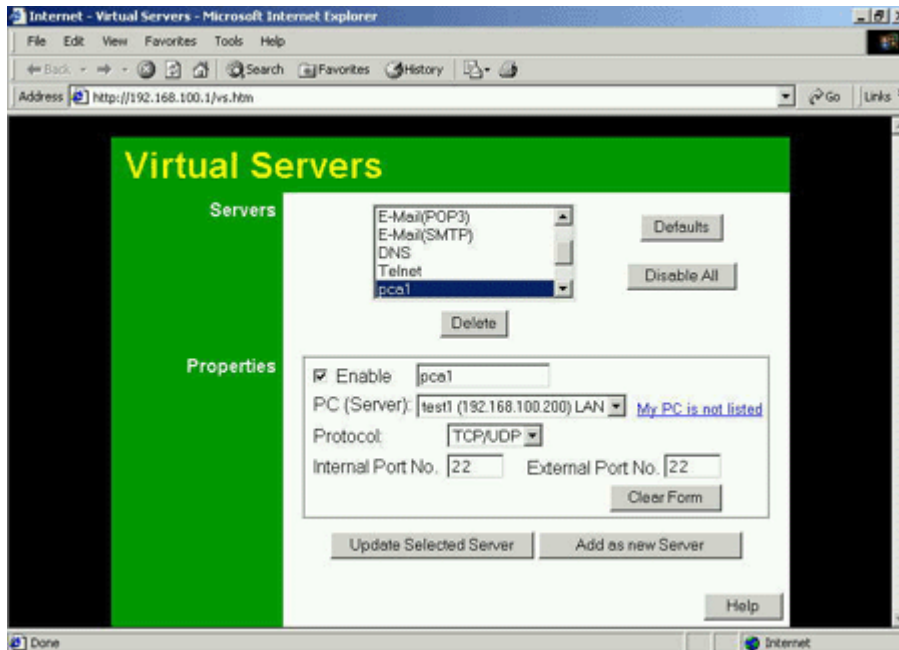 Internet - Virtual Servers - Microsoft Internet Explorer
File Edit View Favorites Tools Help
Back Search Favorites History
Address http://192.168.100.1/vs.htm Go Links
Virtual Servers
Servers
E-Mail(POP3)
E-Mail(SMTP)
DNS
Telnet
pca1
Defaults
Disable All
Delete
Properties
Enable pca1
PC (Server): test1 (192.168.100.200) LAN My PC is not listed
Protocol: TCP/UDP
Internal Port No. 22 External Port No. 22
Clear Form
Update Selected Server Add as new Server
Help
Done Internet